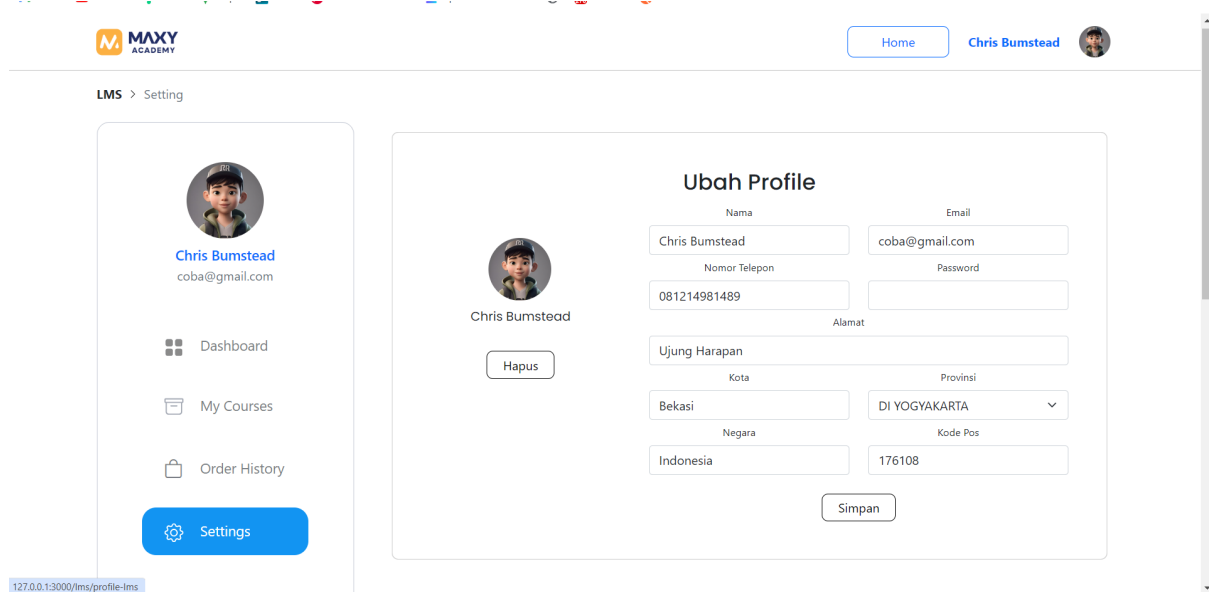 MAXY
ACADEMY
Home
Chris Bumstead
LMS > Setting
Chris Bumstead
coba@gmail.com
Dashboard
My Courses
Order History
Settings
Chris Bumstead
Hapus
Ubah Profile
Nama Email
Chris Bumstead coba@gmail.com
Nomor Telepon Password
081214981489
Alamat
Ujung Harapan
Kota Provinsi
Bekasi DI YOGYAKARTA
Negara Kode Pos
Indonesia 176108
Simpan
127.0.0.1:3000/lms/profile-lms